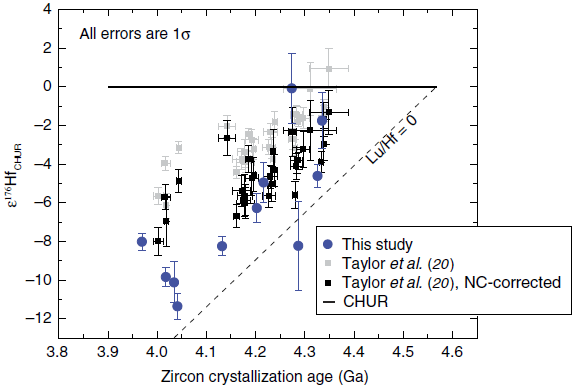 All errors are 1σ
4
2
0
−2
−4
−6
−8
−10
−12
ε¹⁷⁶Hf_CHUR
Lu/Hf = 0
This study
Taylor et al. (20)
Taylor et al. (20), NC-corrected
CHUR
3.8 3.9 4.0 4.1 4.2 4.3 4.4 4.5 4.6
Zircon crystallization age (Ga)